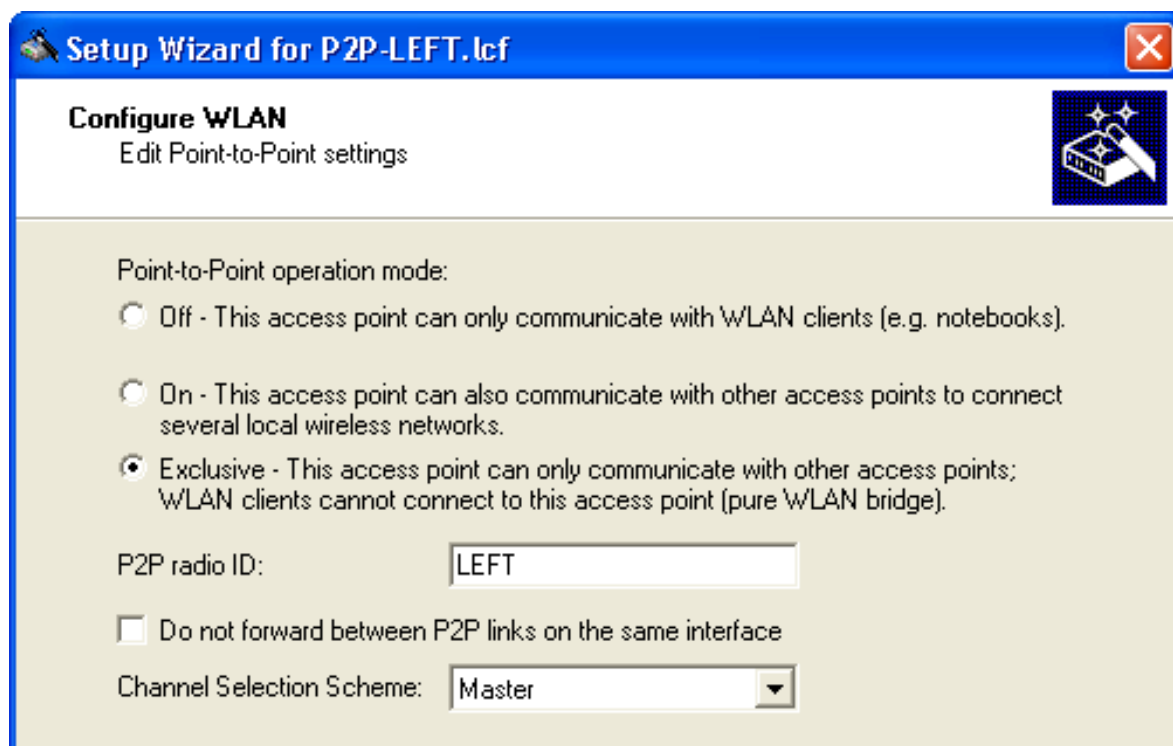 Setup Wizard for P2P-LEFT.lcf
Configure WLAN
Edit Point-to-Point settings
Point-to-Point operation mode:
Off - This access point can only communicate with WLAN clients (e.g. notebooks).
On - This access point can also communicate with other access points to connect
several local wireless networks.
Exclusive - This access point can only communicate with other access points;
WLAN clients cannot connect to this access point (pure WLAN bridge).
P2P radio ID: LEFT
Do not forward between P2P links on the same interface
Channel Selection Scheme: Master